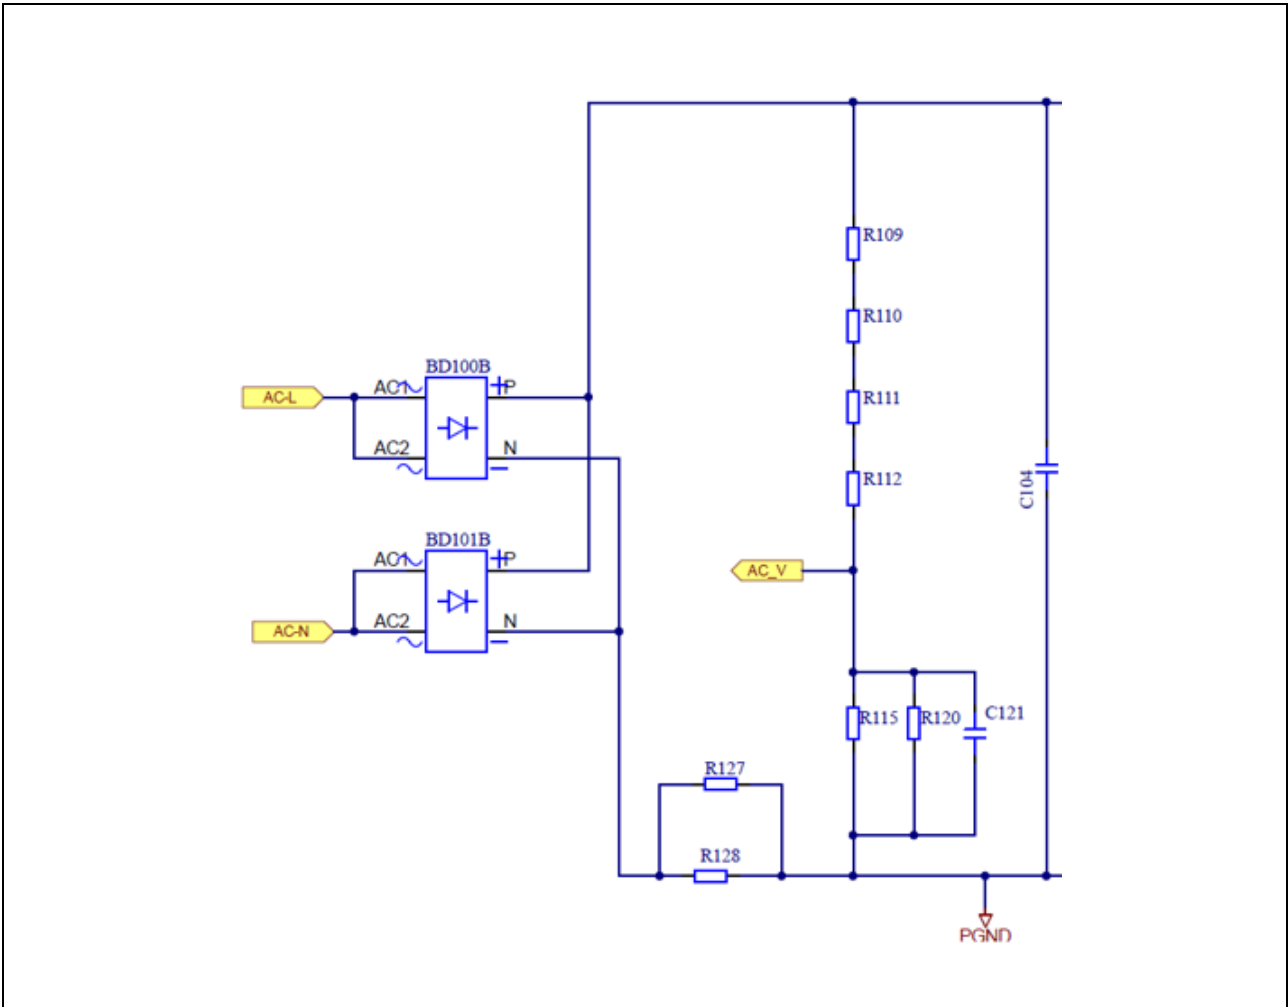 R109
R110
BD100B
AC1
+
P
AC-L
R111
AC2
N
R112
C104
BD101B
AC1
+
P
AC_V
AC2
N
AC-N
R115
R120
C121
R127
R128
PGND